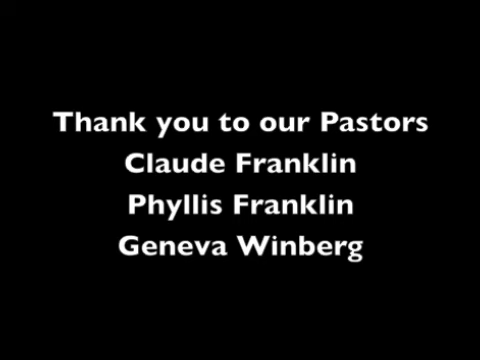 Thank you to our Pastors
Claude Franklin
Phyllis Franklin
Geneva Winberg